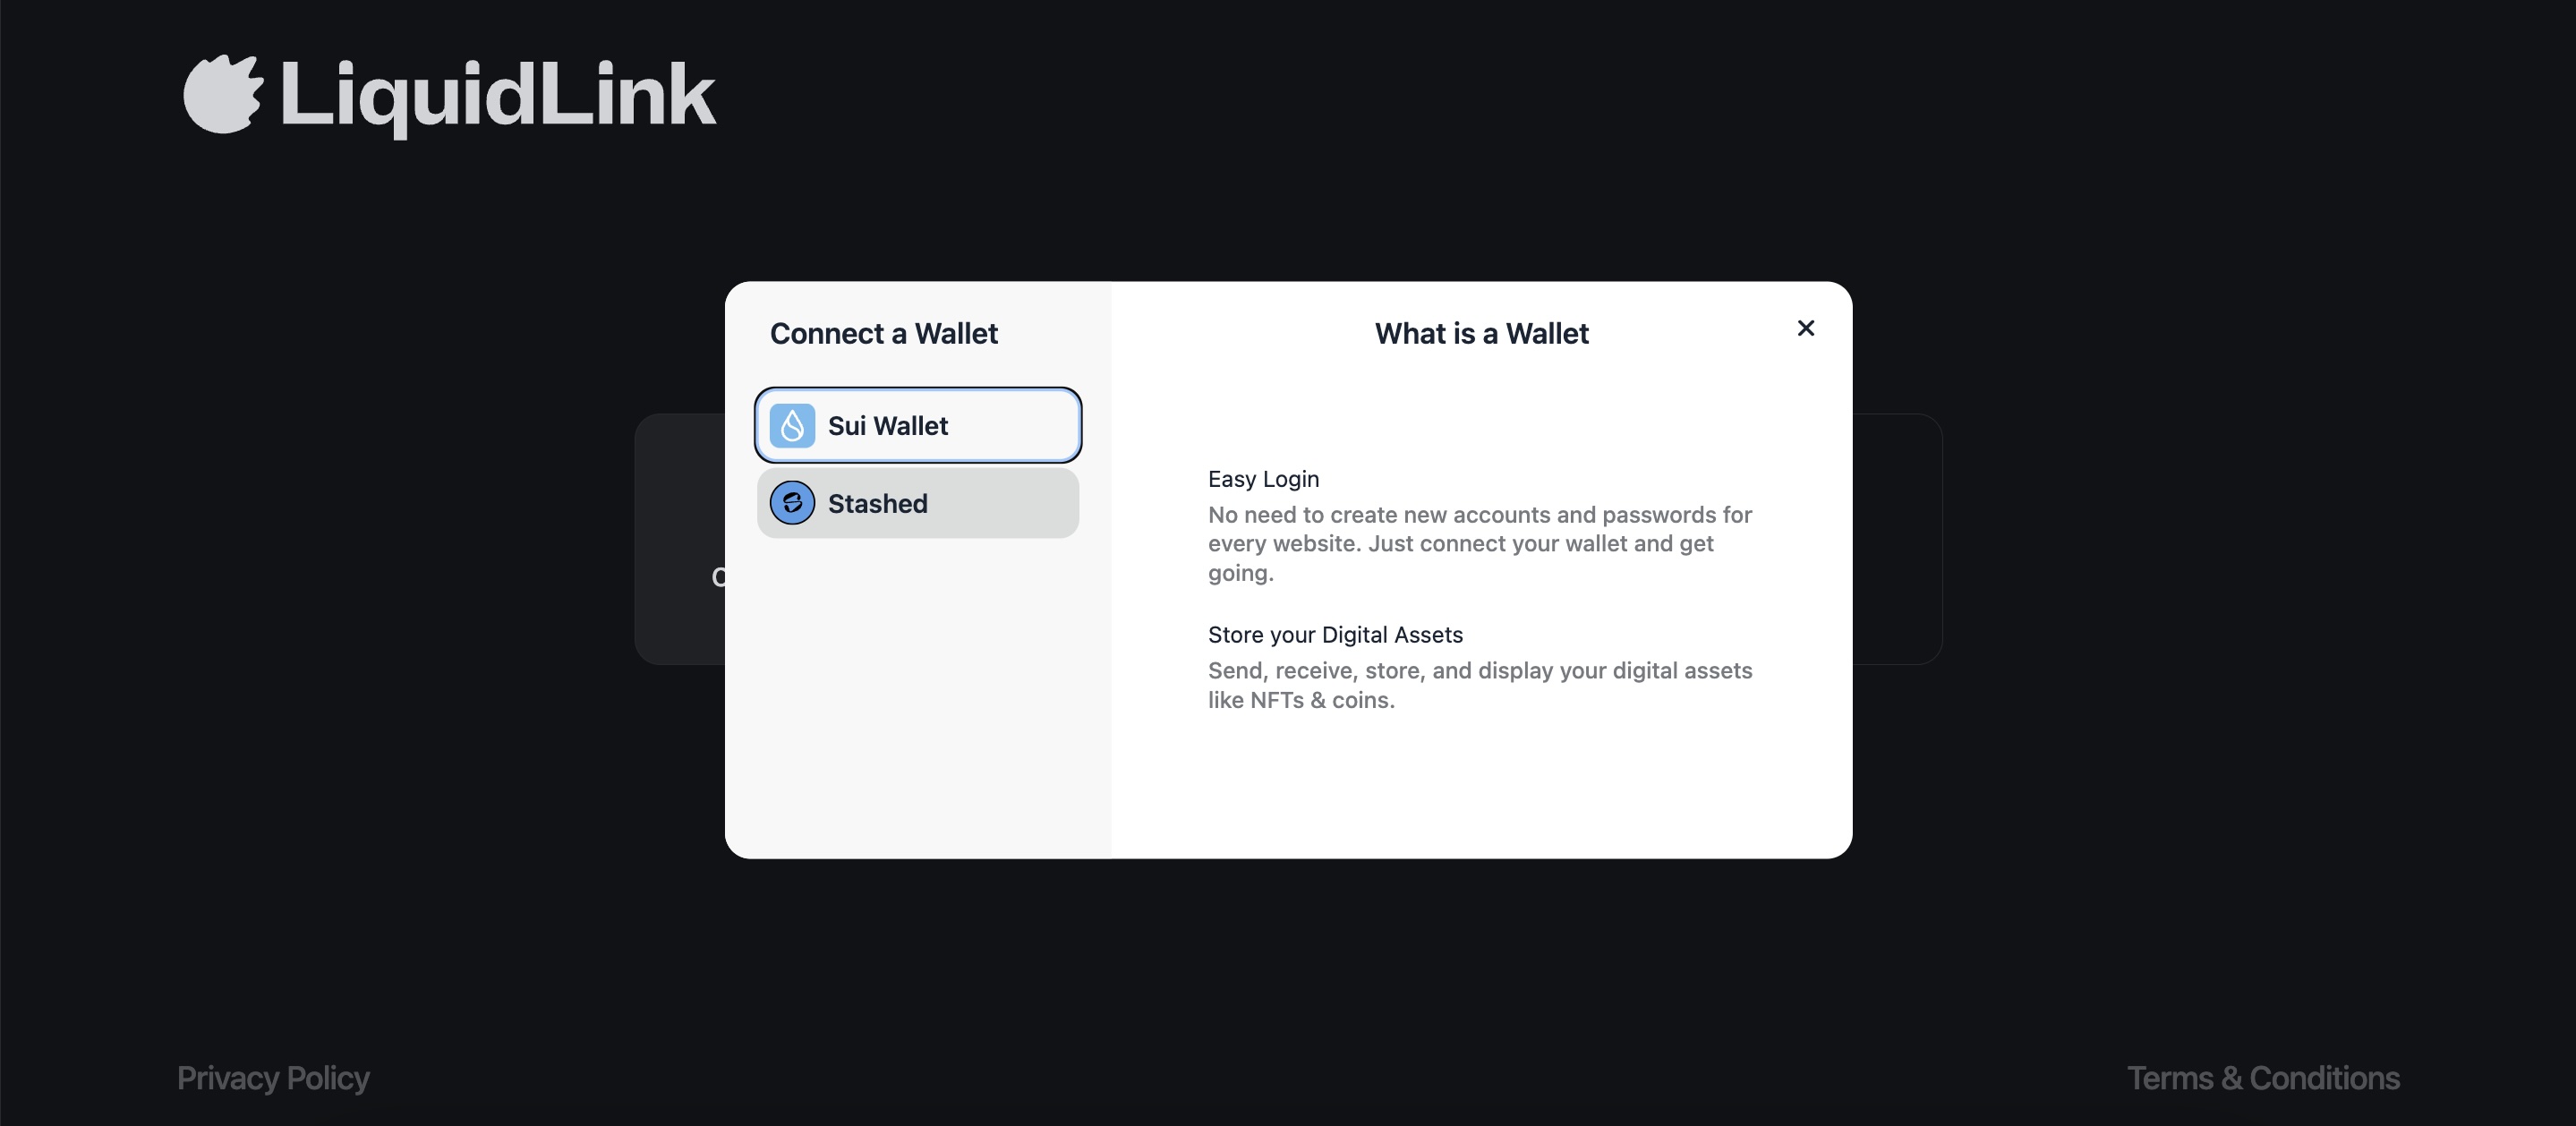 LiquidLink
Connect a Wallet
Sui Wallet
Stashed
What is a Wallet
Easy Login
No need to create new accounts and passwords for
every website. Just connect your wallet and get
going.
Store your Digital Assets
Send, receive, store, and display your digital assets
like NFTs & coins.
Privacy Policy
Terms & Conditions